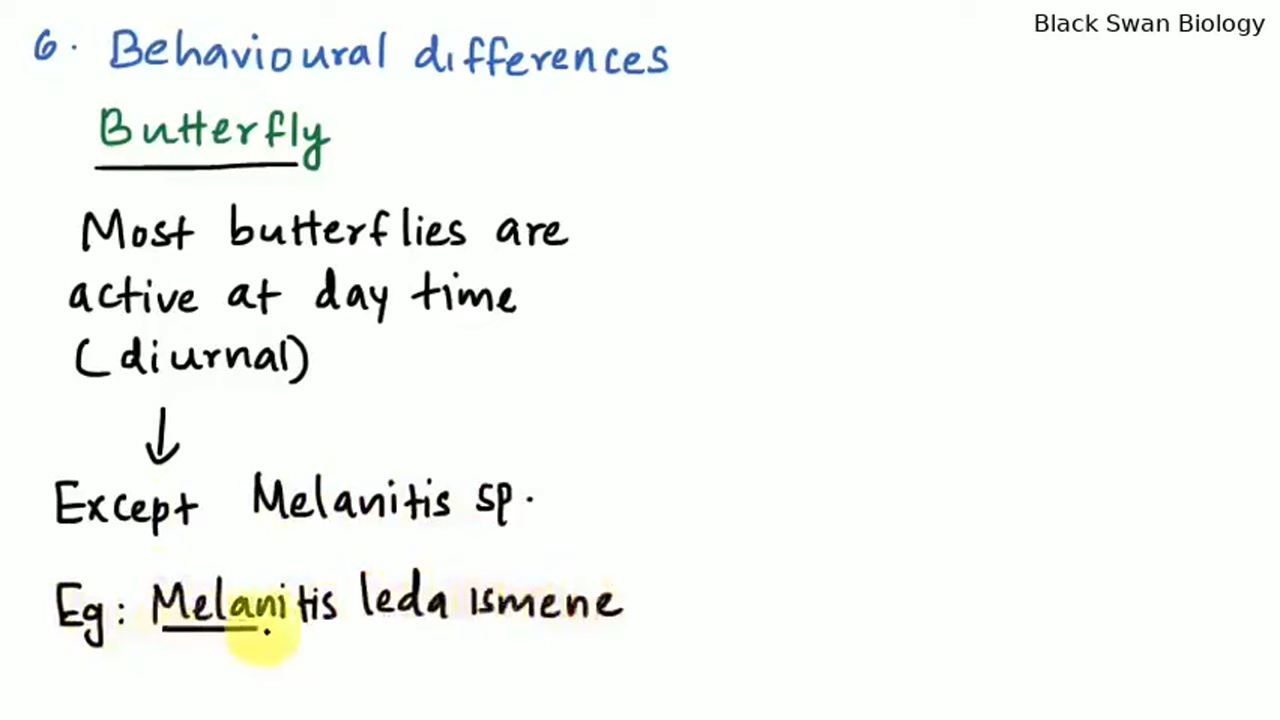 Black Swan Biology
6. Behavioural differences
Butterfly
Most butterflies are
active at day time
(diurnal)
Except Melanitis sp.
Eg: Melanitis leda ismene